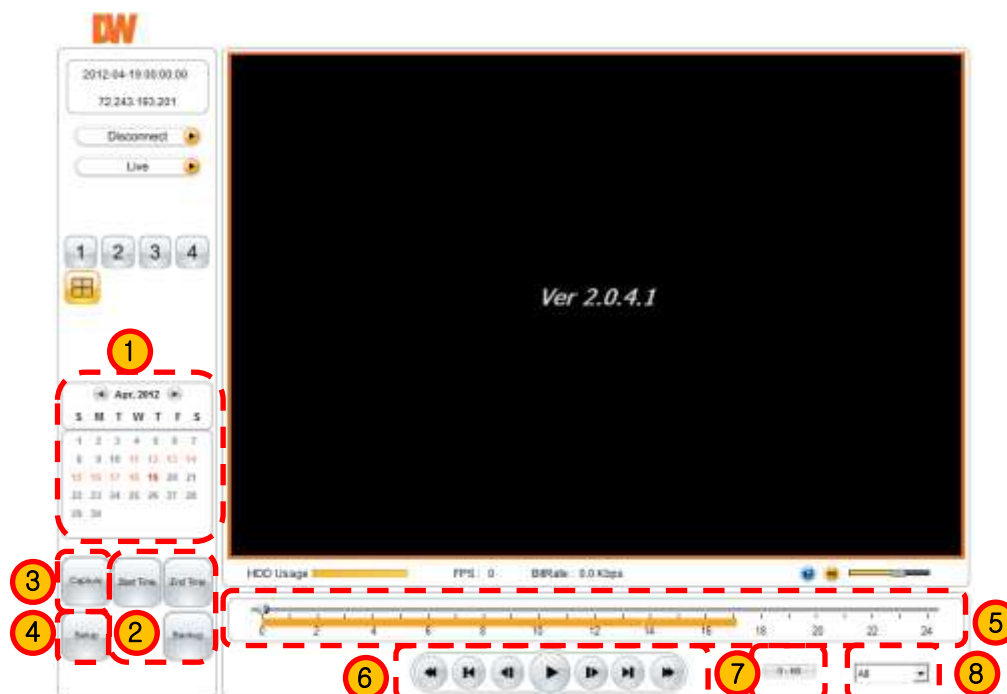 DW
2012-04-19 00:00:00
72.243.193.201
Disconnect
Live
1 2 3 4
Ver 2.0.4.1
1
Apr. 2012
S M T W T F S
1 2 3 4 5 6 7
8 9 10 11 12 13 14
15 16 17 18 19 20 21
22 23 24 25 26 27 28
29 30
3
Capture
Start Time
End Time
4
Setup
2
Backup
HDD Usage
FPS : 0
BitRate : 0.0 Kbps
0 2 4 6 8 10 12 14 16 18 20 22 24
5
6
7
0 - 60
All
8